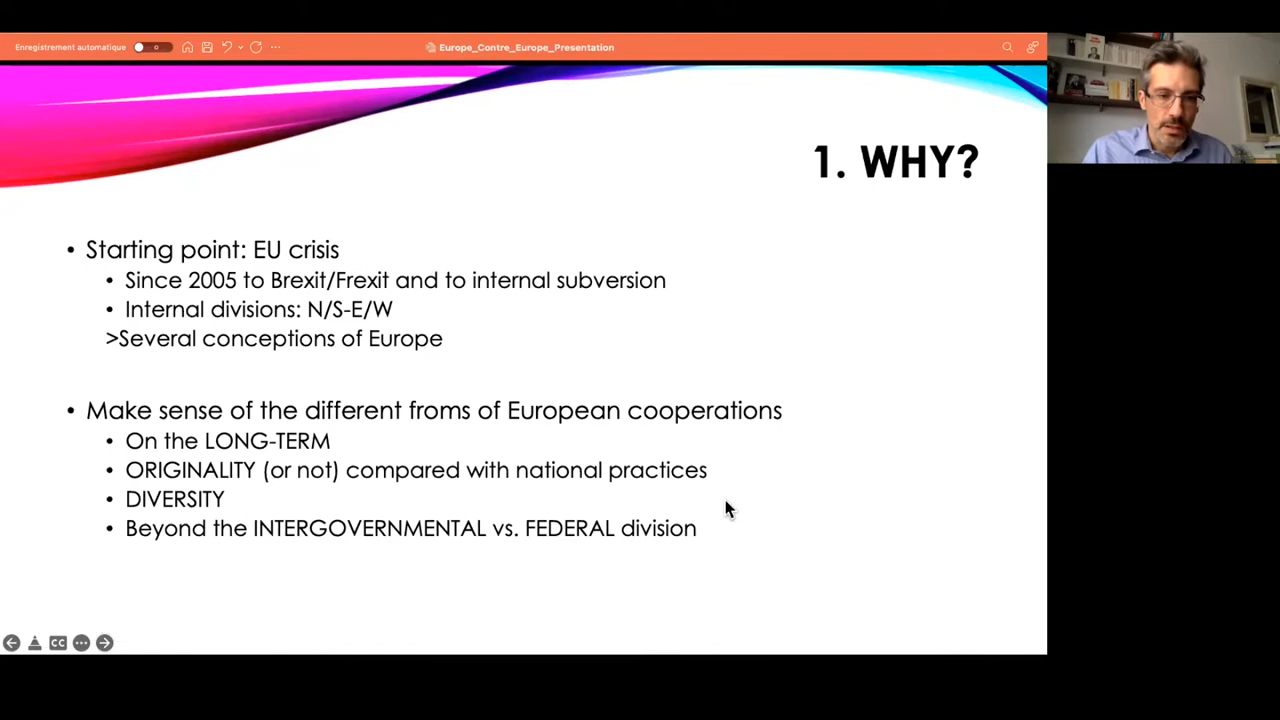 Enregistrement automatique
Europe_Contre_Europe_Presentation
1. WHY?
• Starting point: EU crisis
• Since 2005 to Brexit/Frexit and to internal subversion
• Internal divisions: N/S-E/W
>Several conceptions of Europe
• Make sense of the different froms of European cooperations
• On the LONG-TERM
• ORIGINALITY (or not) compared with national practices
• DIVERSITY
• Beyond the INTERGOVERNMENTAL vs. FEDERAL division
CC